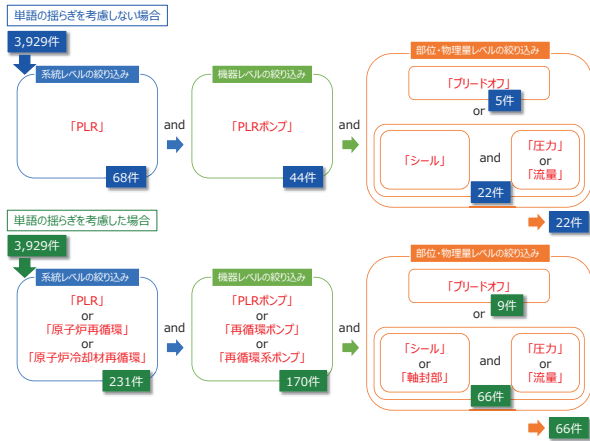 単語の揺らぎを考慮しない場合
3,929件
系統レベルの絞り込み
「PLR」
68件
and
機器レベルの絞り込み
「PLRポンプ」
44件
and
部位・物理量レベルの絞り込み
「ブリードオフ」
5件
or
「シール」
and
「圧力」
or
「流量」
22件
22件
単語の揺らぎを考慮した場合
3,929件
系統レベルの絞り込み
「PLR」
or
「原子炉再循環」
or
「原子炉冷却材再循環」
231件
and
機器レベルの絞り込み
「PLRポンプ」
or
「再循環ポンプ」
or
「再循環系ポンプ」
170件
and
部位・物理量レベルの絞り込み
「ブリードオフ」
9件
or
「シール」
or
「軸封部」
and
「圧力」
or
「流量」
66件
66件